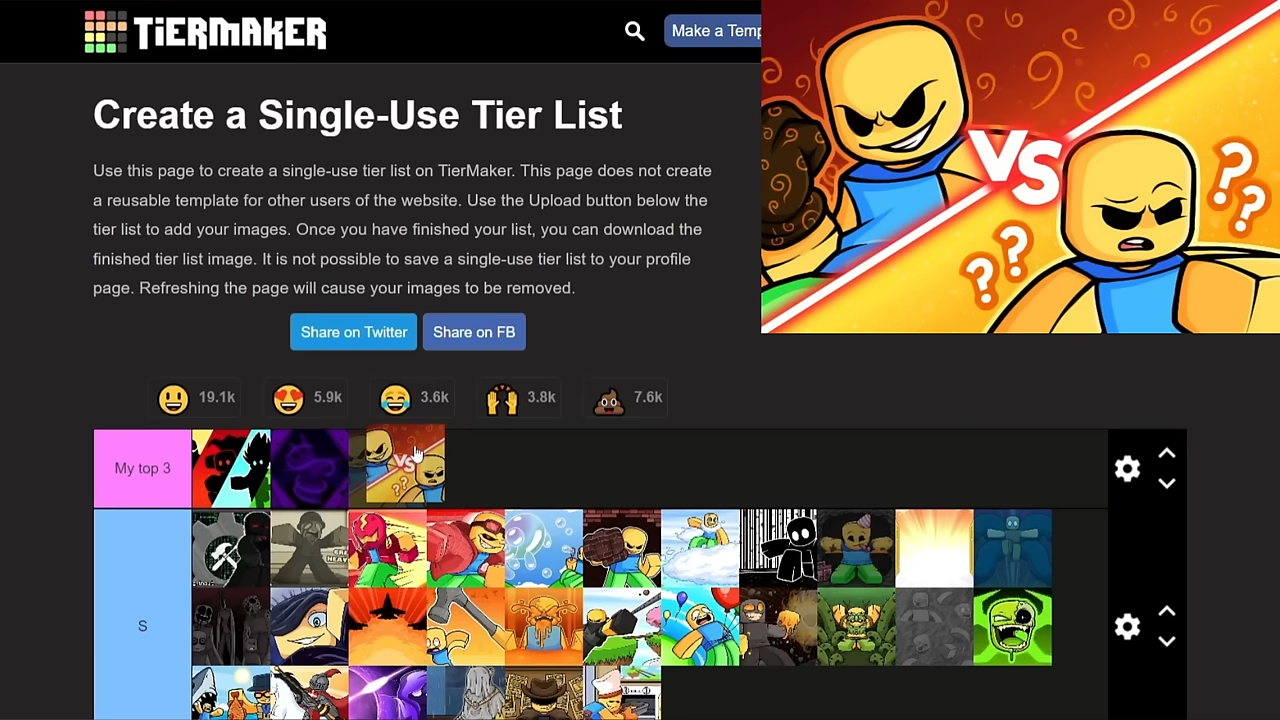 TiERMAKER
Make a Temp
Create a Single-Use Tier List
Use this page to create a single-use tier list on TierMaker. This page does not create
a reusable template for other users of the website. Use the Upload button below the
tier list to add your images. Once you have finished your list, you can download the
finished tier list image. It is not possible to save a single-use tier list to your profile
page. Refreshing the page will cause your images to be removed.
Share on Twitter
Share on FB
19.1k
5.9k
3.6k
3.8k
7.6k
VS
??
??
My top 3
VS
??
S